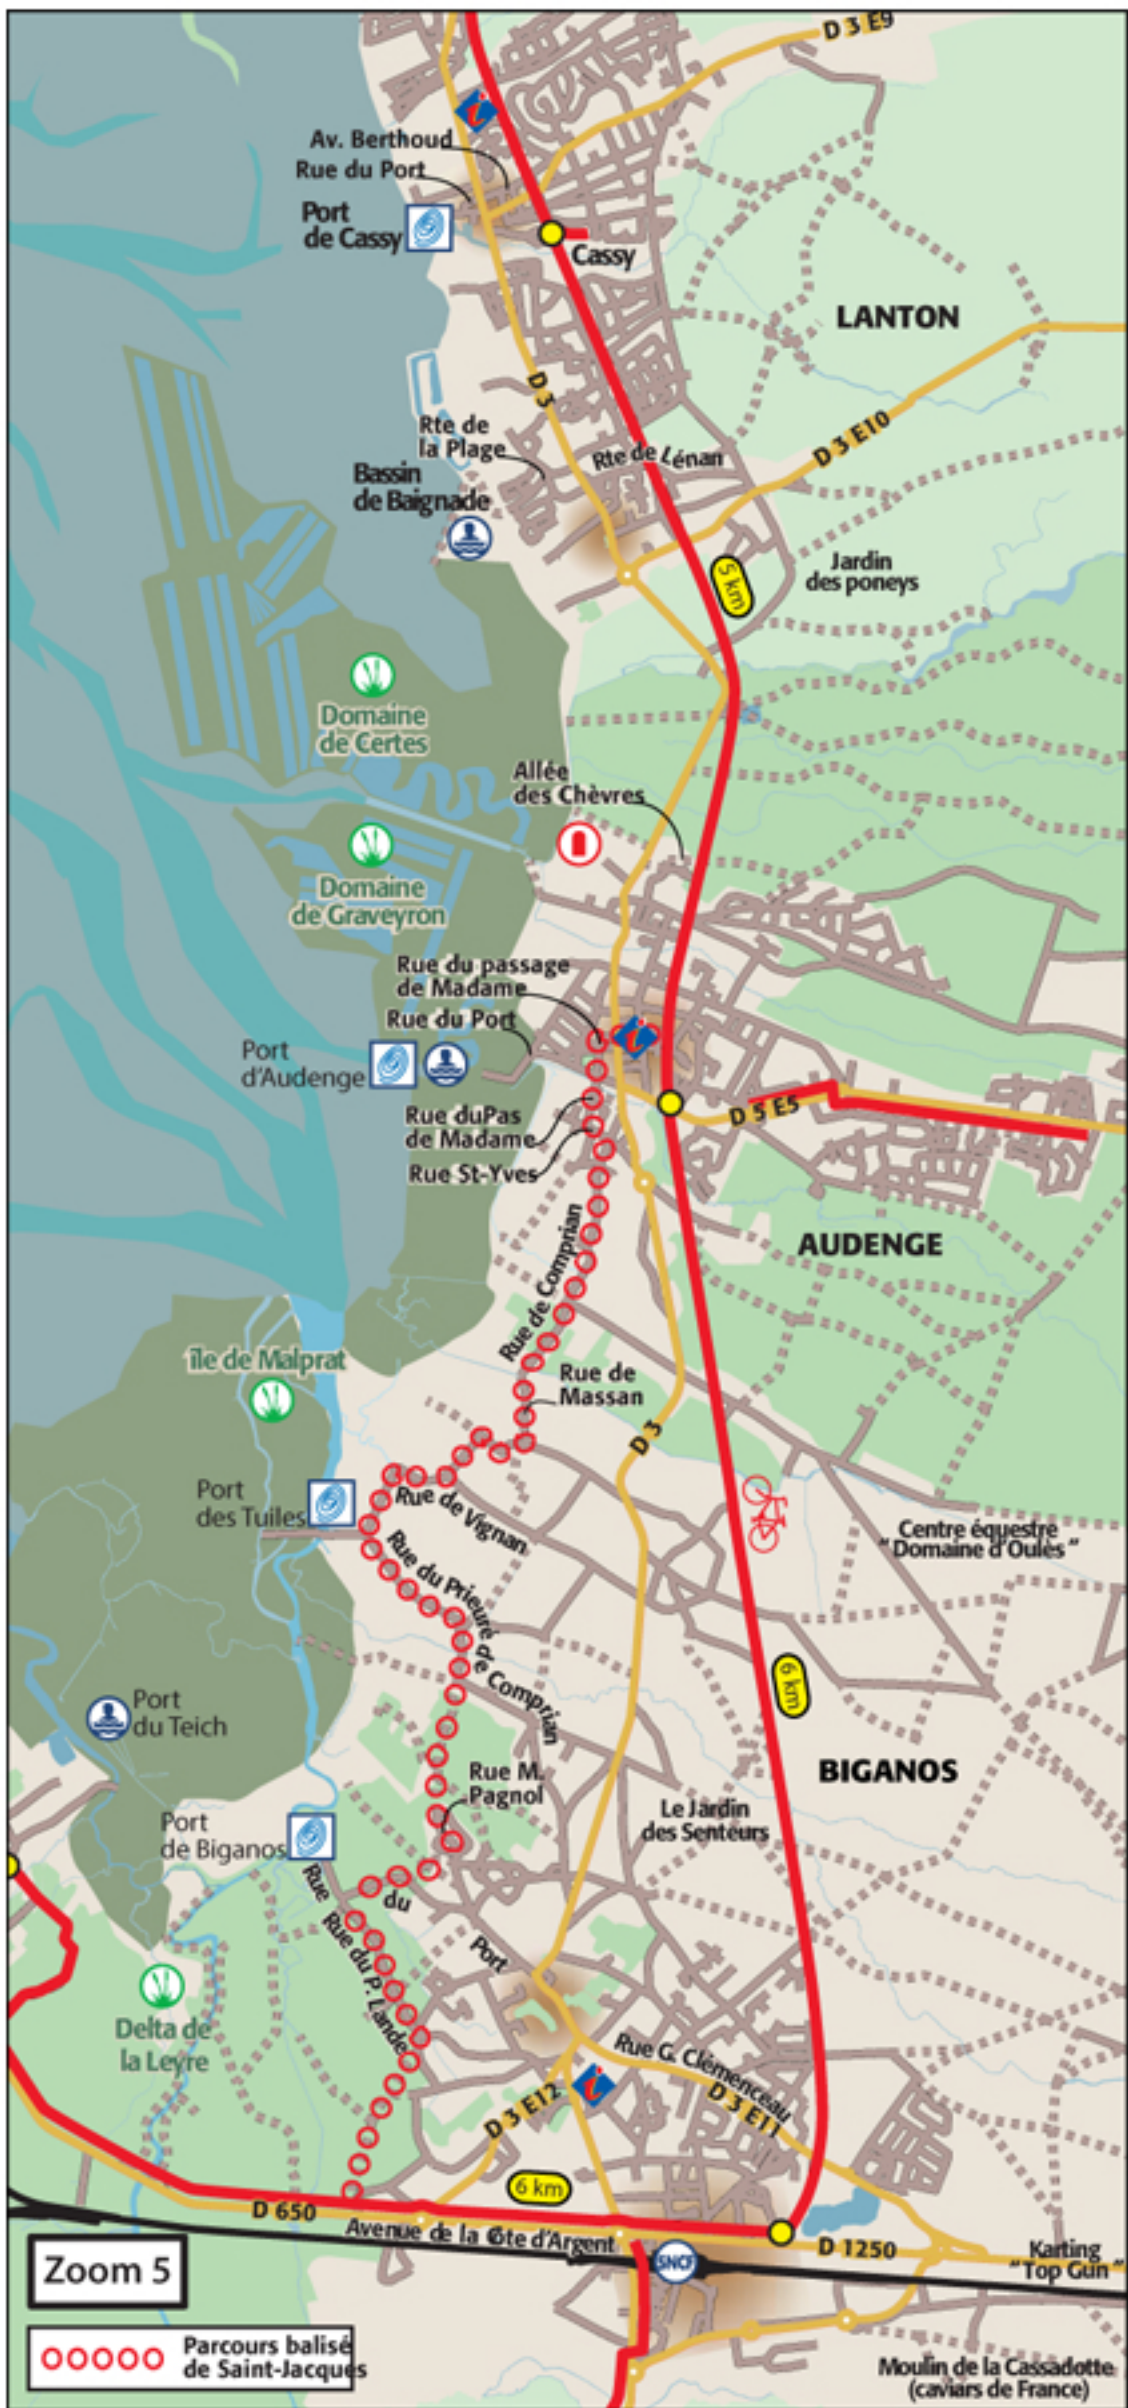 D 3 E9
Av. Berthoud
Rue du Port
Port
de Cassy
Cassy
LANTON
D 3
D 3 E10
Rte de
la Plage
Rte de Lénan
Bassin
de Baignade
5 km
Jardin
des poneys
Domaine
de Certes
Allée
des Chèvres
Domaine
de Graveyron
Rue du passage
de Madame
Rue du Port
i
Port
d'Audenge
D 5 E5
Rue duPas
de Madame
Rue St-Yves
AUDENGE
Rue de Comprian
île de Malprat
Rue de
Massan
D 3
Port
des Tuiles
Rue de Vignan
Centre équestre
"Domaine d'Oulès"
Rue du Prieuré de Comprian
6 km
Port
du Teich
BIGANOS
Rue M.
Pagnol
Le Jardin
des Senteurs
Port
de Biganos
Rue du Port
Rue du P. Lande
Delta de
la Leyre
Rue G. Clémenceau
i
D 3 E12
D 3 E11
6 km
D 650
Avenue de la Côte d'Argent
D 1250
SNCF
Karting
"Top Gun"
Zoom 5
Parcours balisé
de Saint-Jacques
Moulin de la Cassadotte
(caviars de France)
i